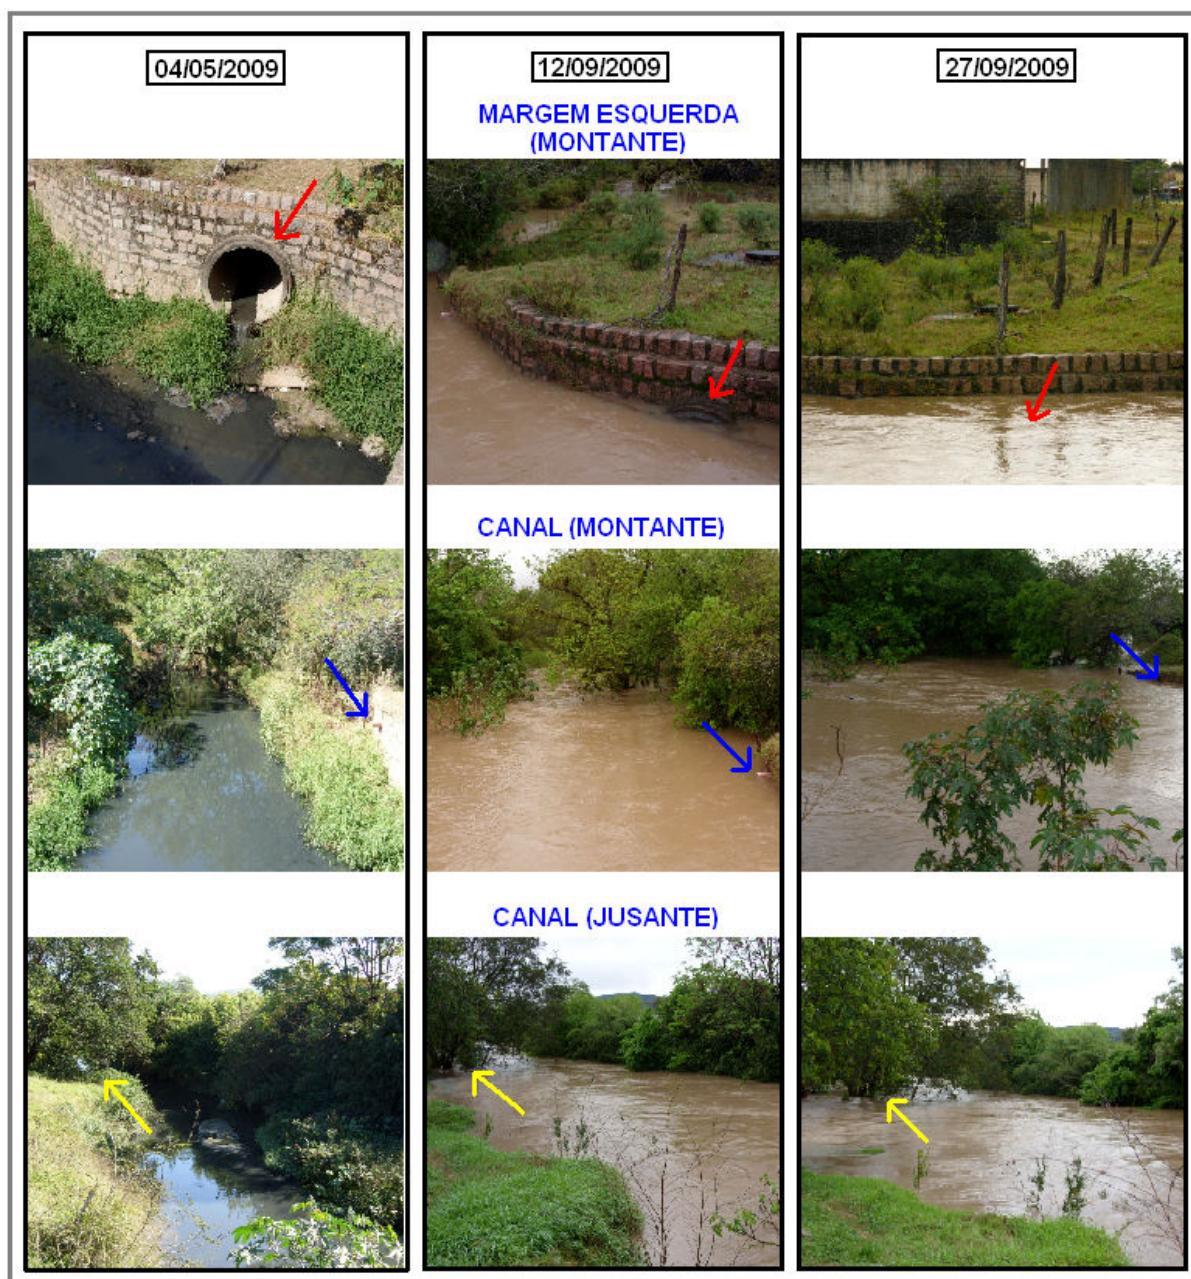 04/05/2009
12/09/2009
27/09/2009
MARGEM ESQUERDA
(MONTANTE)
CANAL (MONTANTE)
CANAL (JUSANTE)